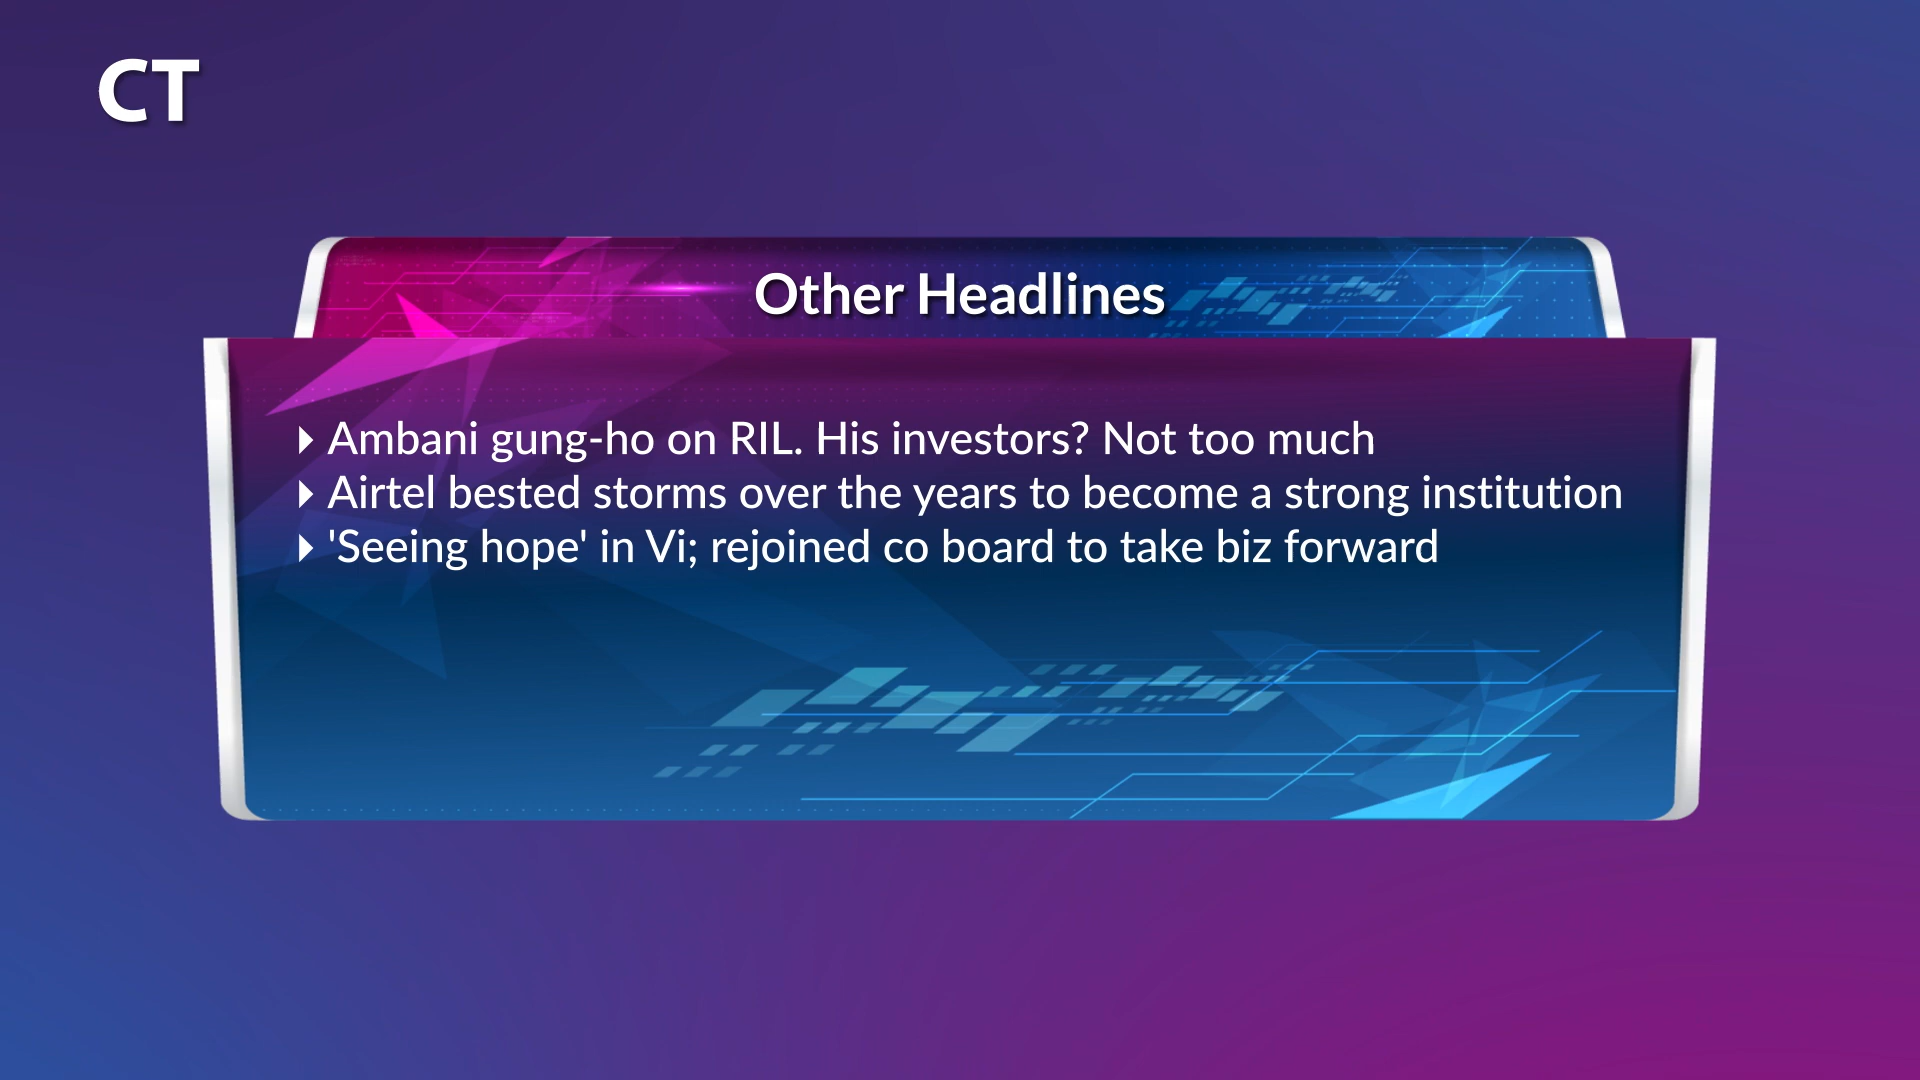 CT
Other Headlines
Ambani gung-ho on RIL. His investors? Not too much
Airtel bested storms over the years to become a strong institution
'Seeing hope' in Vi; rejoined co board to take biz forward